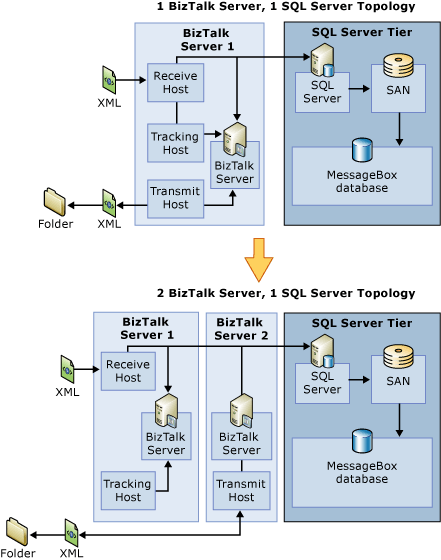 1 BizTalk Server, 1 SQL Server Topology
BizTalk
Server 1
SQL Server Tier
XML
Receive
Host
SQL
Server
SAN
Tracking
Host
BizTalk
Server
MessageBox
database
Folder
XML
Transmit
Host
2 BizTalk Server, 1 SQL Server Topology
BizTalk
Server 1
BizTalk
Server 2
SQL Server Tier
XML
Receive
Host
SQL
Server
SAN
BizTalk
Server
BizTalk
Server
MessageBox
database
Tracking
Host
Transmit
Host
Folder
XML